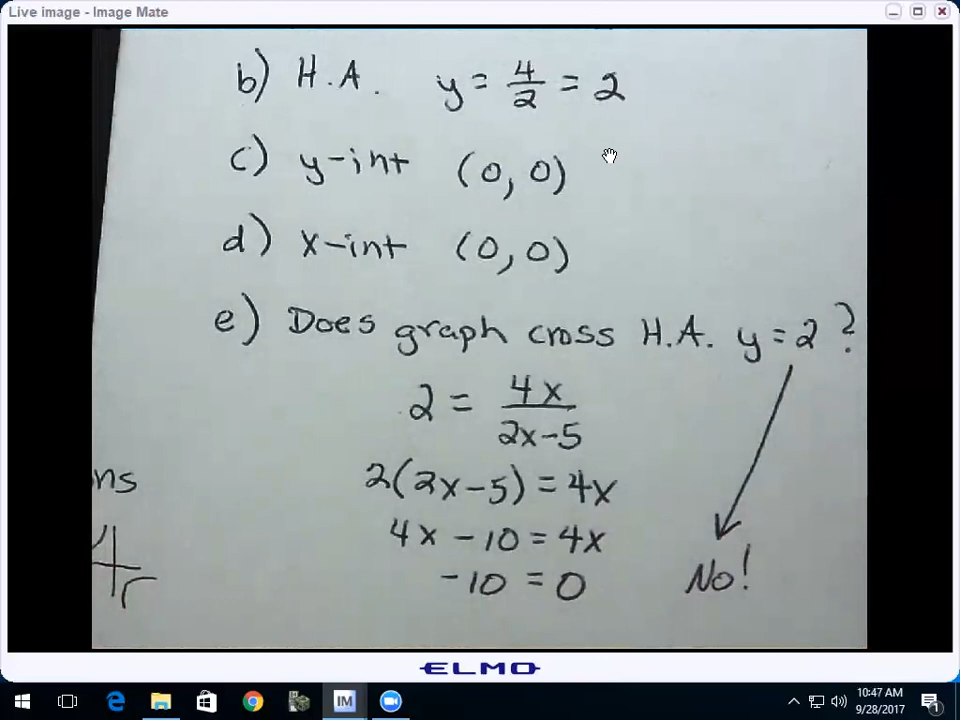 Live image - Image Mate
b) H.A. y = 4/2 = 2
c) y-int (0, 0)
d) x-int (0, 0)
e) Does graph cross H.A. y = 2 ?
2 = 4x/2x-5
2(2x-5) = 4x
ns
4x - 10 = 4x
-10 = 0
No!
ELMO
IM
10:47 AM
9/28/2017
1